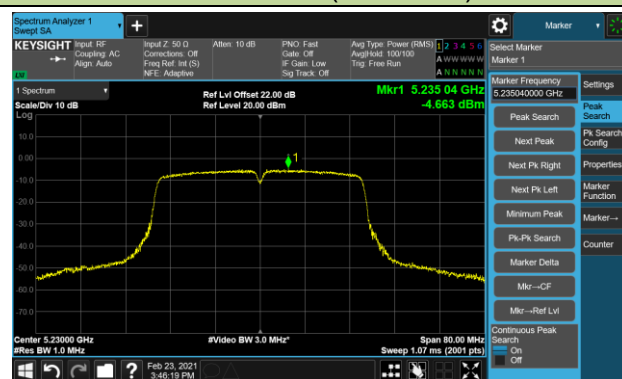 Spectrum Analyzer 1
Swept SA
+
Marker
KEYSIGHT
Input: RF
Coupling: AC
Align: Auto
Input Z: 50 Ω
Corrections: Off
Freq Ref: Int (S)
NFE: Adaptive
Atten: 10 dB
PNO: Fast
Gate: Off
IF Gain: Low
Sig Track: Off
Avg Type: Power (RMS)
Avg|Hold: 100/100
Trig: Free Run
1 2 3 4 5 6
A W W W W W
A N N N N N
LV
Select Marker
Marker 1
1 Spectrum
Scale/Div 10 dB
Log
Ref Lvl Offset 22.00 dB
Ref Level 20.00 dBm
Mkr1 5.235 04 GHz
-4.663 dBm
1
10.0
0.00
-10.0
-20.0
-30.0
-40.0
-50.0
-60.0
-70.0
Center 5.23000 GHz
#Res BW 1.0 MHz
#Video BW 3.0 MHz*
Span 80.00 MHz
Sweep 1.07 ms (2001 pts)
Marker Frequency
5.235040000 GHz
Peak Search
Next Peak
Next Pk Right
Next Pk Left
Minimum Peak
Pk-Pk Search
Marker Delta
Mkr→CF
Mkr→Ref Lvl
Continuous Peak
Search
On
Off
Settings
Peak
Search
Pk Search
Config
Properties
Marker
Function
Marker→
Counter
?
Feb 23, 2021
3:46:19 PM